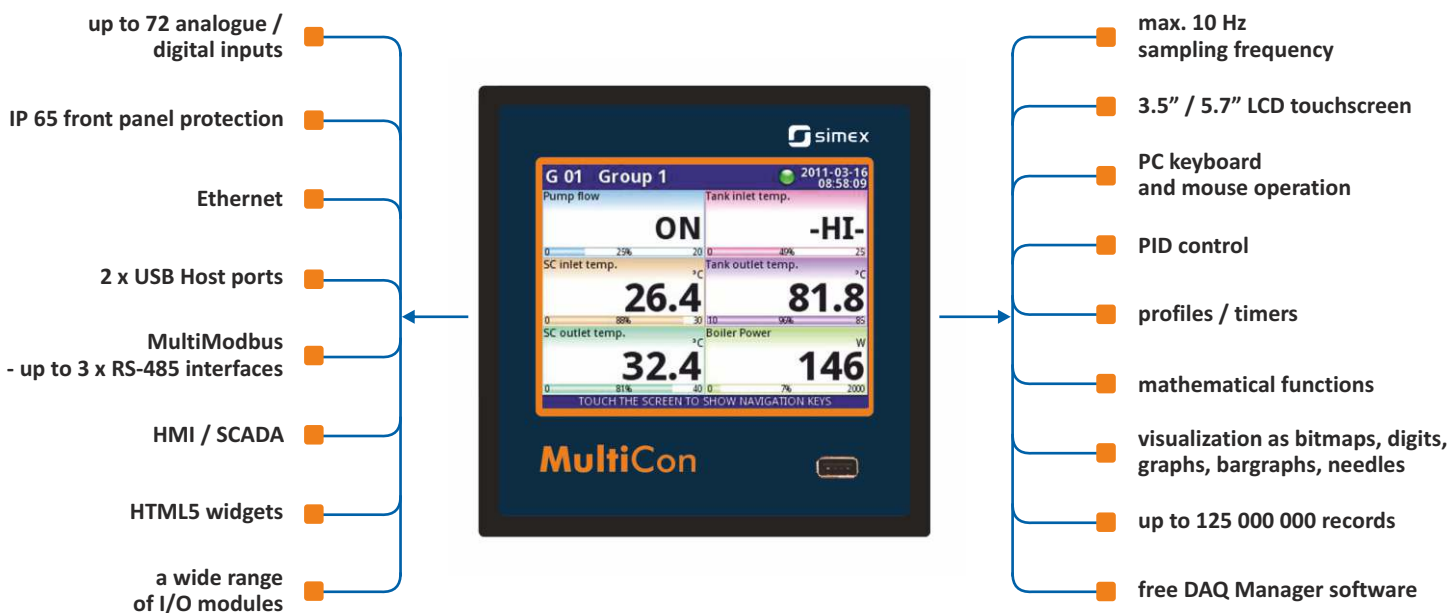 up to 72 analogue /
digital inputs
IP 65 front panel protection
Ethernet
2 x USB Host ports
MultiModbus
- up to 3 x RS-485 interfaces
HMI / SCADA
HTML5 widgets
a wide range
of I/O modules
simex
G 01 Group 1
2011-03-16
08:58:09
Pump flow
ON
0 25% 20
Tank inlet temp.
-HI-
0 49% 25
SC inlet temp.
°C
26.4
0 88% 30
Tank outlet temp.
°C
81.8
10 96% 85
SC outlet temp.
°C
32.4
0 81% 40
Boiler Power
W
146
0 7% 2000
TOUCH THE SCREEN TO SHOW NAVIGATION KEYS
MultiCon
max. 10 Hz
sampling frequency
3.5” / 5.7” LCD touchscreen
PC keyboard
and mouse operation
PID control
profiles / timers
mathematical functions
visualization as bitmaps, digits,
graphs, bargraphs, needles
up to 125 000 000 records
free DAQ Manager software